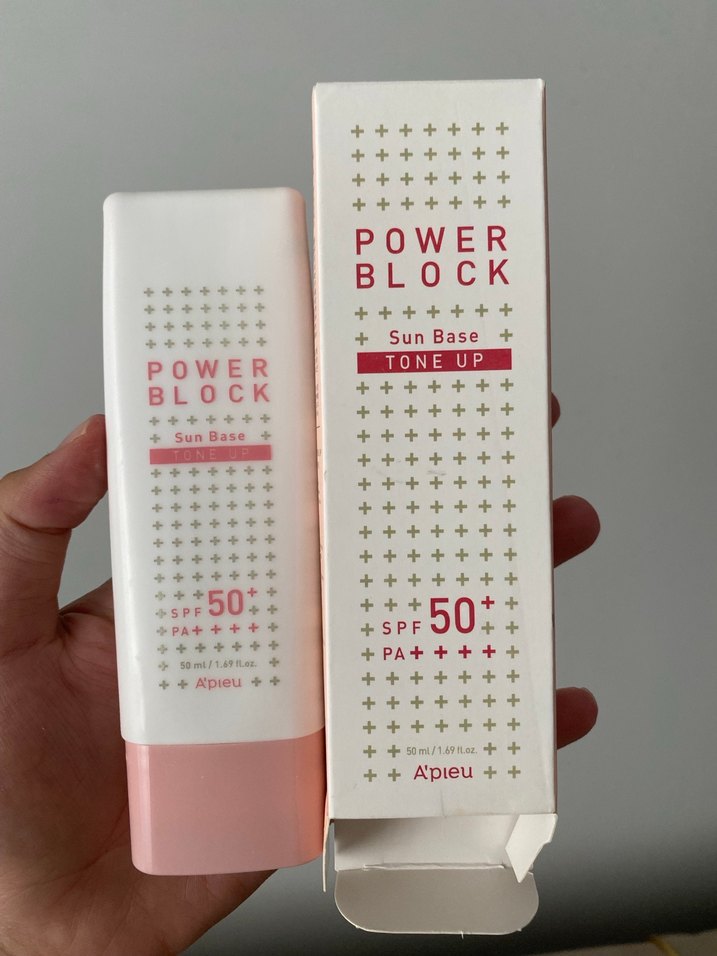 POWER
BLOCK
Sun Base
TONE UP
SPF 50+
PA++++
50 ml / 1.69 fl.oz.
A'pieu
POWER
BLOCK
Sun Base
TONE UP
SPF 50+
PA++++
50 ml / 1.69 fl.oz.
A'pieu